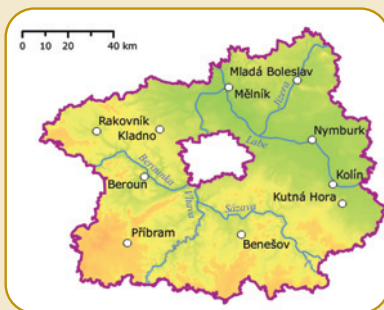 0 10 20 40 km
Mladá Boleslav
Mělník
Jizera
Rakovník
Kladno
Nymburk
Labe
Berounka
Kolín
Beroun
Vltava
Sázava
Kutná Hora
Příbram
Benešov